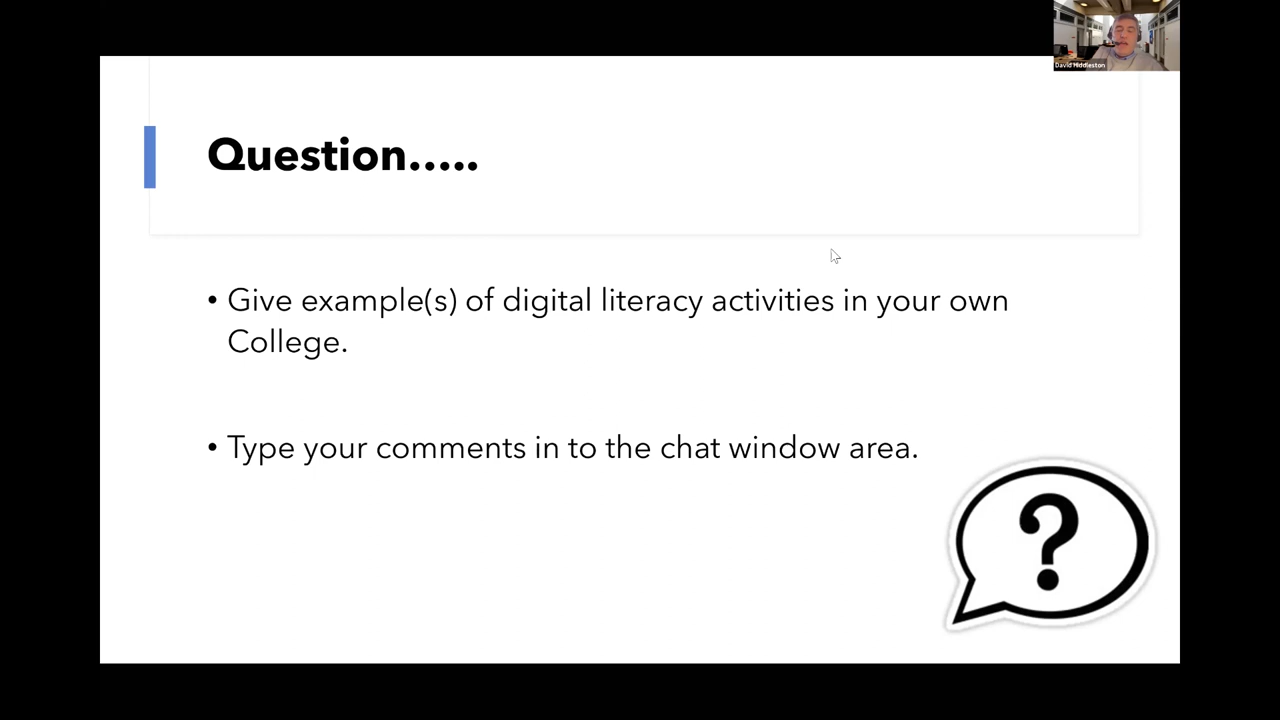 David Hiddleston
Question.....
• Give example(s) of digital literacy activities in your own
College.
• Type your comments in to the chat window area.
?